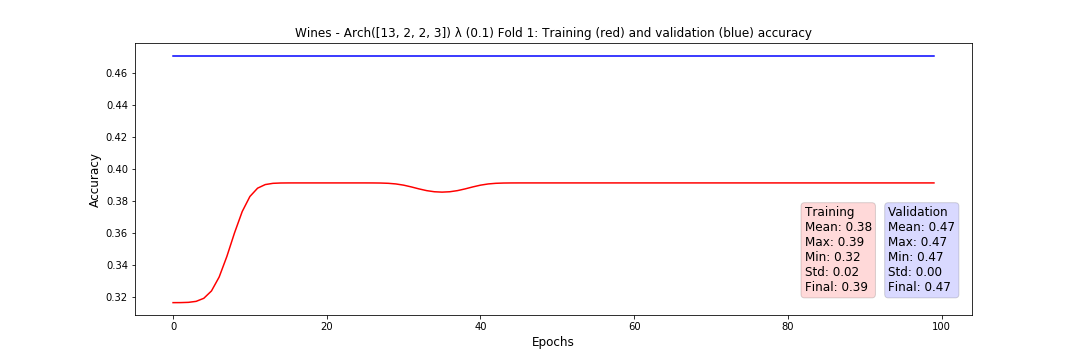 Wines - Arch([13, 2, 2, 3]) λ (0.1) Fold 1: Training (red) and validation (blue) accuracy
Accuracy
0.46
0.44
0.42
0.40
0.38
0.36
0.34
0.32
Training
Mean: 0.38
Max: 0.39
Min: 0.32
Std: 0.02
Final: 0.39
Validation
Mean: 0.47
Max: 0.47
Min: 0.47
Std: 0.00
Final: 0.47
0 20 40 60 80 100
Epochs